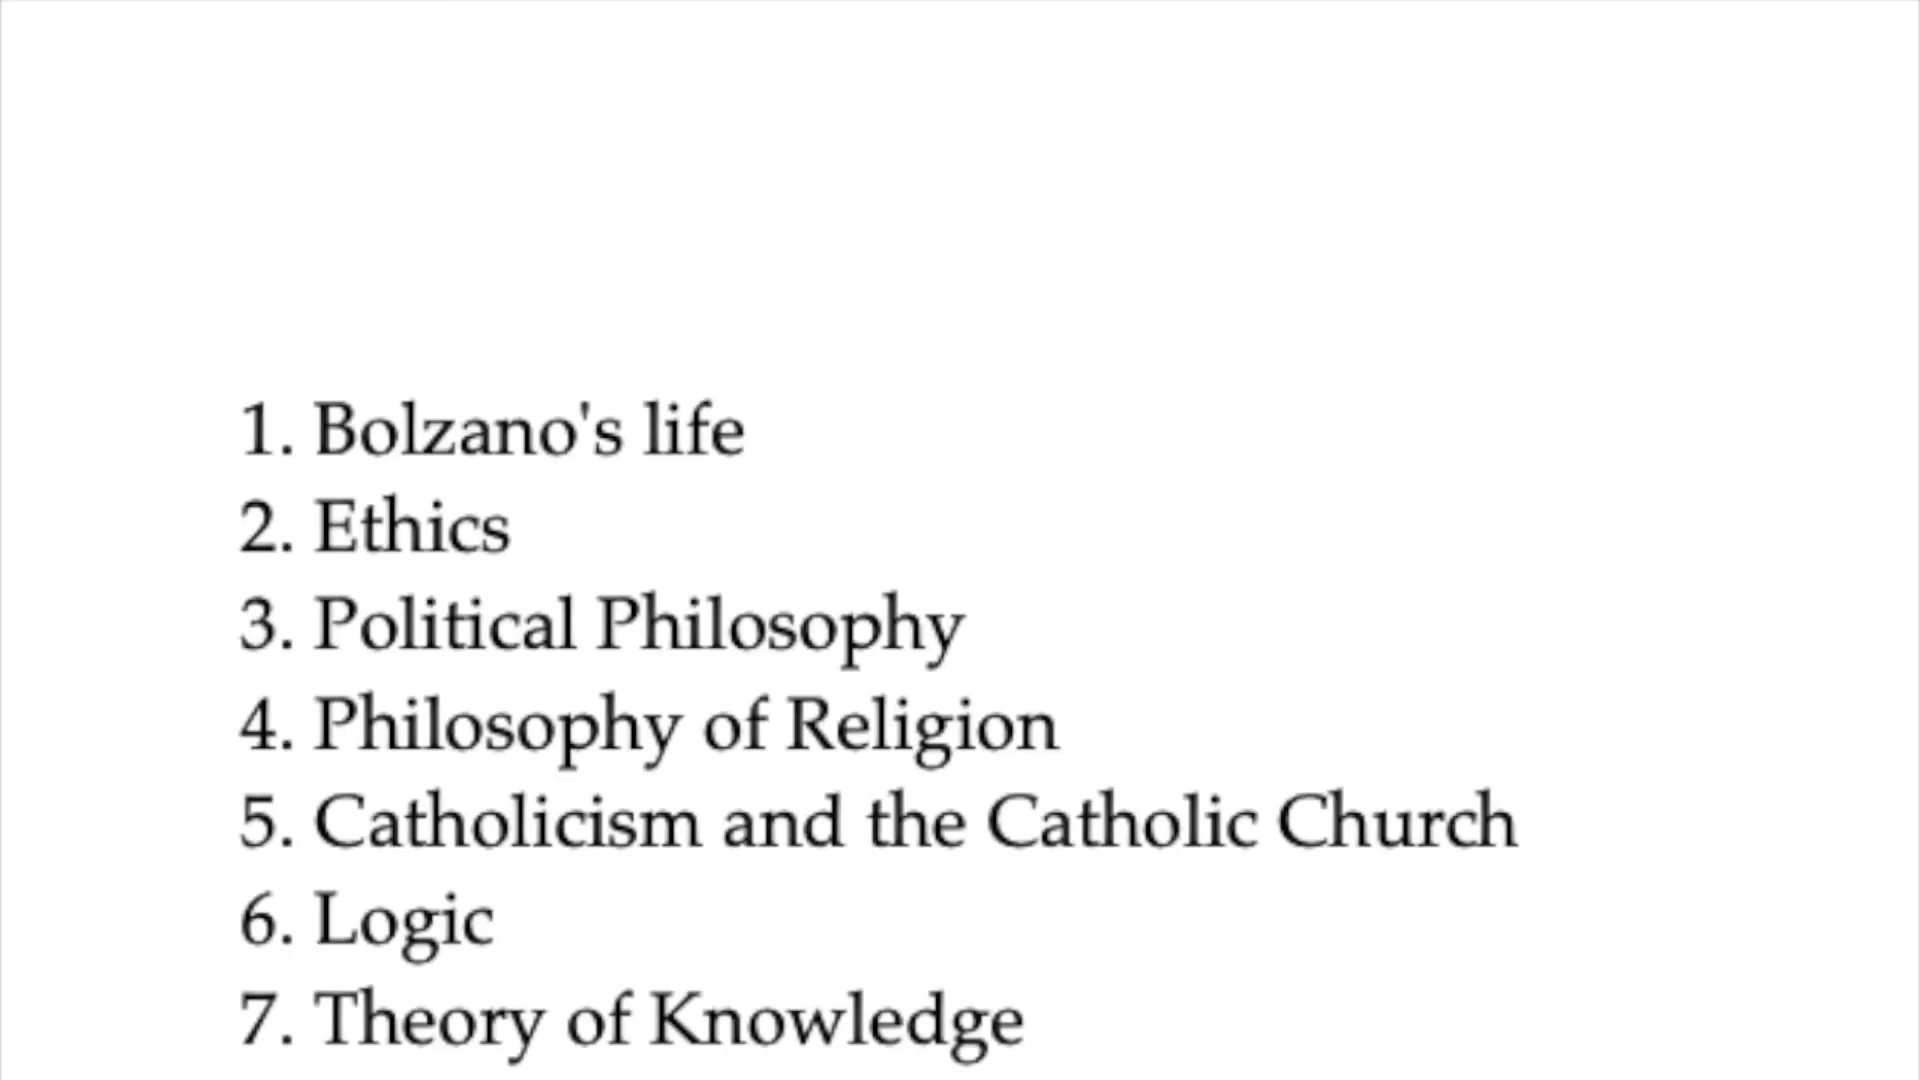 1. Bolzano's life
2. Ethics
3. Political Philosophy
4. Philosophy of Religion
5. Catholicism and the Catholic Church
6. Logic
7. Theory of Knowledge